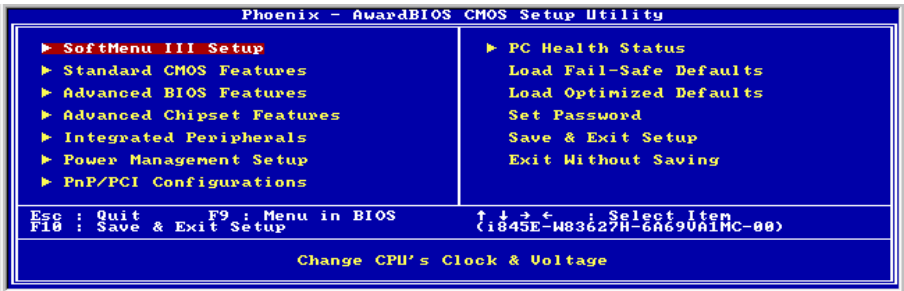 Phoenix - AwardBIOS CMOS Setup Utility
► SoftMenu III Setup
► Standard CMOS Features
► Advanced BIOS Features
► Advanced Chipset Features
► Integrated Peripherals
► Power Management Setup
► PnP/PCI Configurations
► PC Health Status
Load Fail-Safe Defaults
Load Optimized Defaults
Set Password
Save & Exit Setup
Exit Without Saving
Esc : Quit F9 : Menu in BIOS ↑ ↓ → ← : Select Item
F10 : Save & Exit Setup (i845E-W83627H-6A69VA1MC-00)
Change CPU's Clock & Voltage